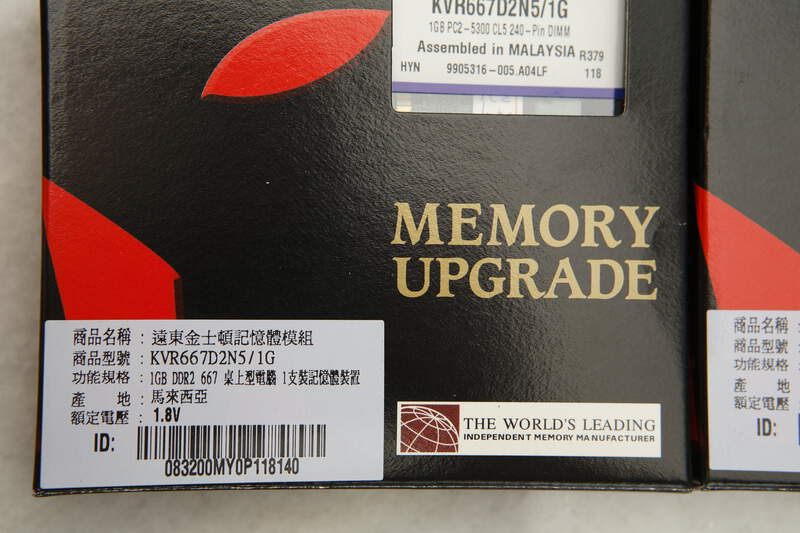 KVR667D2N5/1G
1GB PC2-5300 CL5 240-Pin DIMM
Assembled in MALAYSIA R379
HYN 9905316-005.A04LF 118
MEMORY
UPGRADE
商品名稱：遠東金士頓記憶體模組
商品型號：KVR667D2N5/1G
功能規格：1GB DDR2 667 桌上型電腦 1支裝記憶體裝置
產 地：馬來西亞
額定電壓：1.8V
ID:
083200MY0P118140
THE WORLD'S LEADING
INDEPENDENT MEMORY MANUFACTURER
商品名稱：
商品型號：
功能規格：
產 地：
額定電壓：
ID: